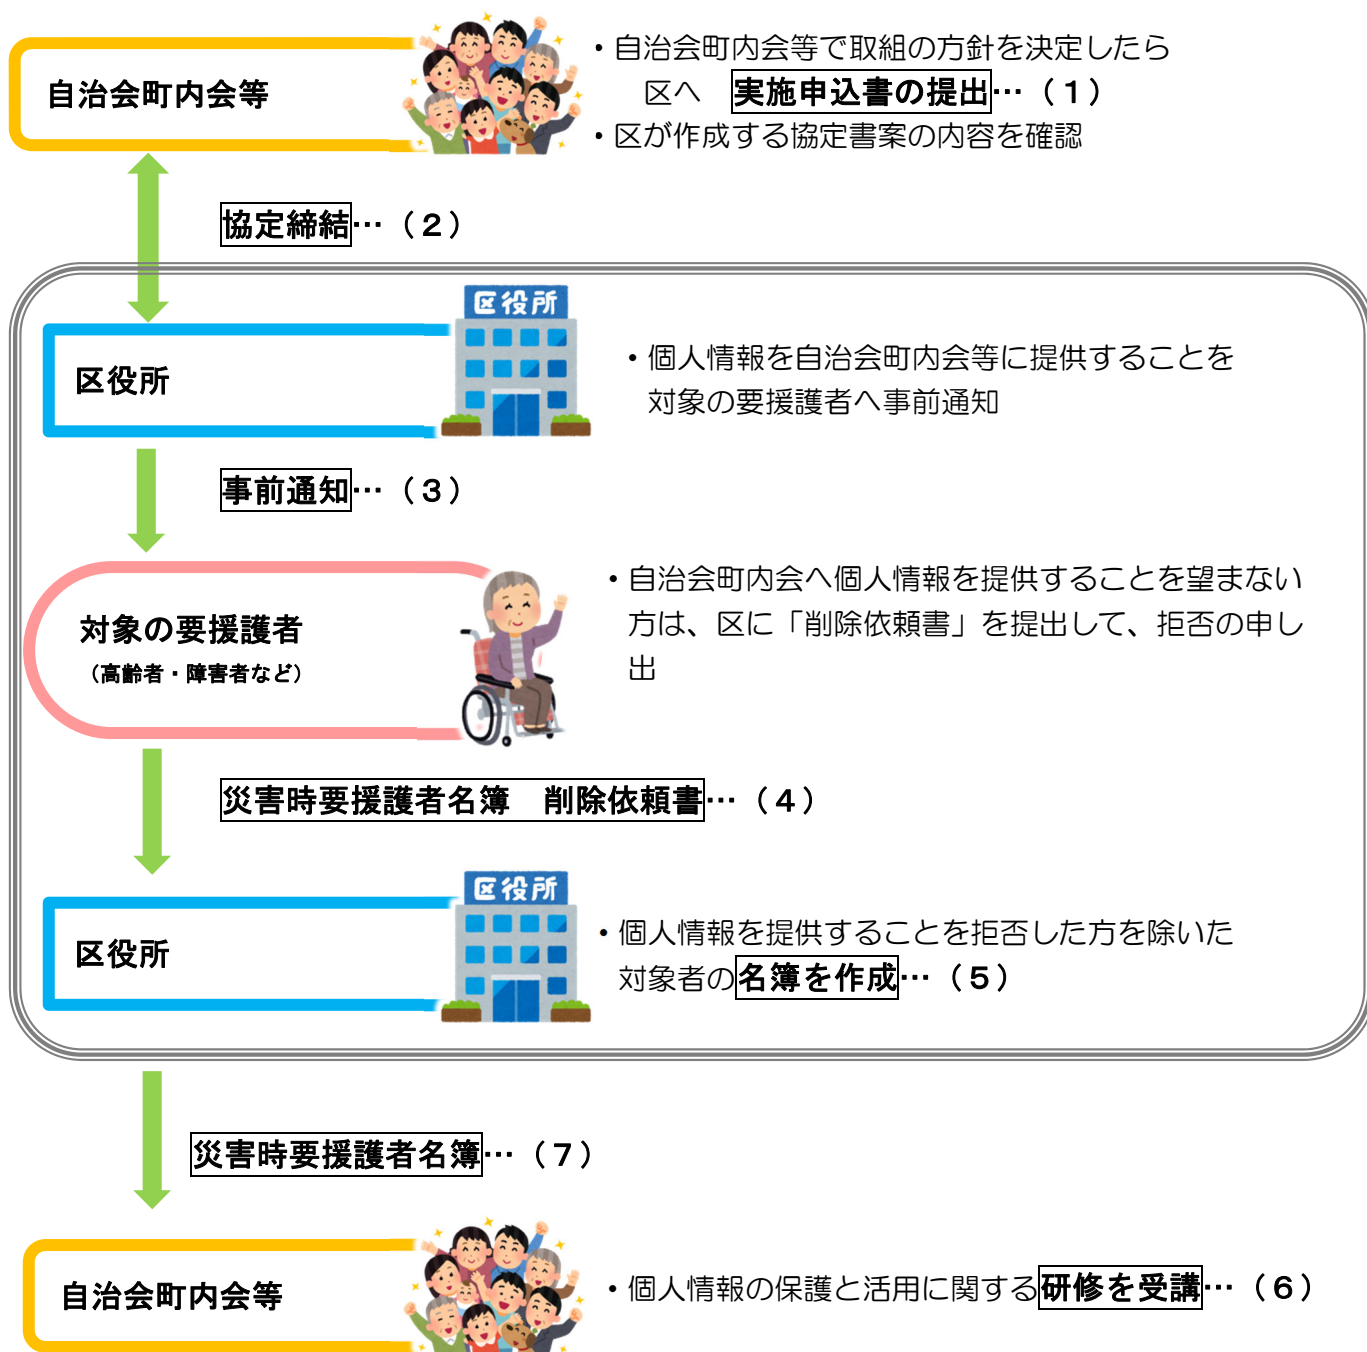 自治会町内会等
・自治会町内会等で取組の方針を決定したら
区へ　実施申込書の提出…（１）
・区が作成する協定書案の内容を確認
協定締結…（２）
区役所
区役所
・個人情報を自治会町内会等に提供することを
対象の要援護者へ事前通知
事前通知…（３）
対象の要援護者
（高齢者・障害者など）
・自治会町内会へ個人情報を提供することを望まない
方は、区に「削除依頼書」を提出して、拒否の申し
出
災害時要援護者名簿　削除依頼書…（４）
区役所
区役所
・個人情報を提供することを拒否した方を除いた
対象者の名簿を作成…（５）
災害時要援護者名簿…（７）
自治会町内会等
・個人情報の保護と活用に関する研修を受講…（６）